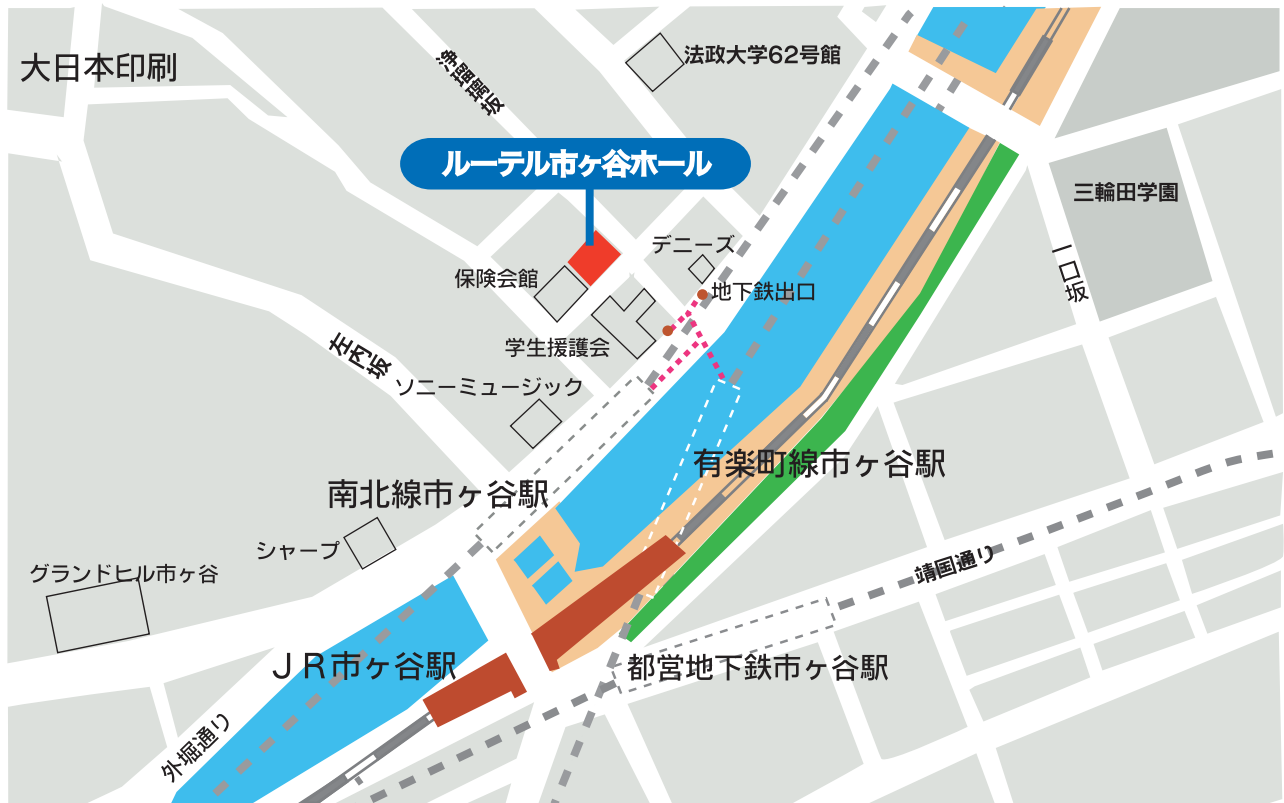 法政大学62号館
大日本印刷
浄瑠璃坂
ルーテル市ヶ谷ホール
三輪田学園
デニーズ
保険会館
地下鉄出口
一口坂
学生援護会
左内坂
ソニーミュージック
有楽町線市ヶ谷駅
南北線市ヶ谷駅
シャープ
靖国通り
グランドヒル市ヶ谷
JR市ヶ谷駅
都営地下鉄市ヶ谷駅
外堀通り